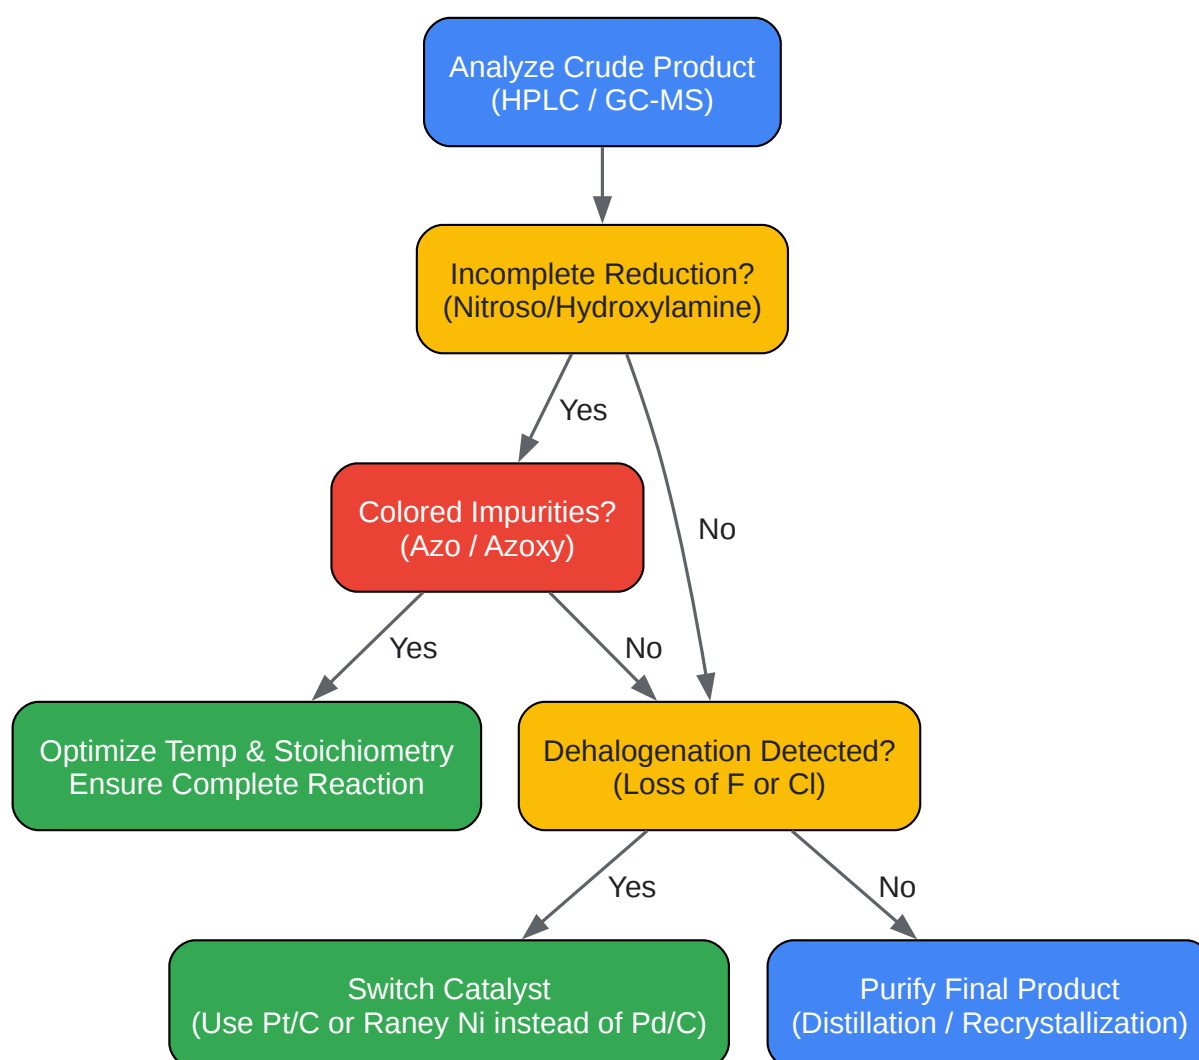 Analyze Crude Product
(HPLC / GC-MS)
Incomplete Reduction?
(Nitroso/Hydroxylamine)
Yes
No
Colored Impurities?
(Azo / Azoxy)
Yes
No
Optimize Temp & Stoichiometry
Ensure Complete Reaction
Dehalogenation Detected?
(Loss of F or Cl)
Yes
No
Switch Catalyst
(Use Pt/C or Raney Ni instead of Pd/C)
Purify Final Product
(Distillation / Recrystallization)